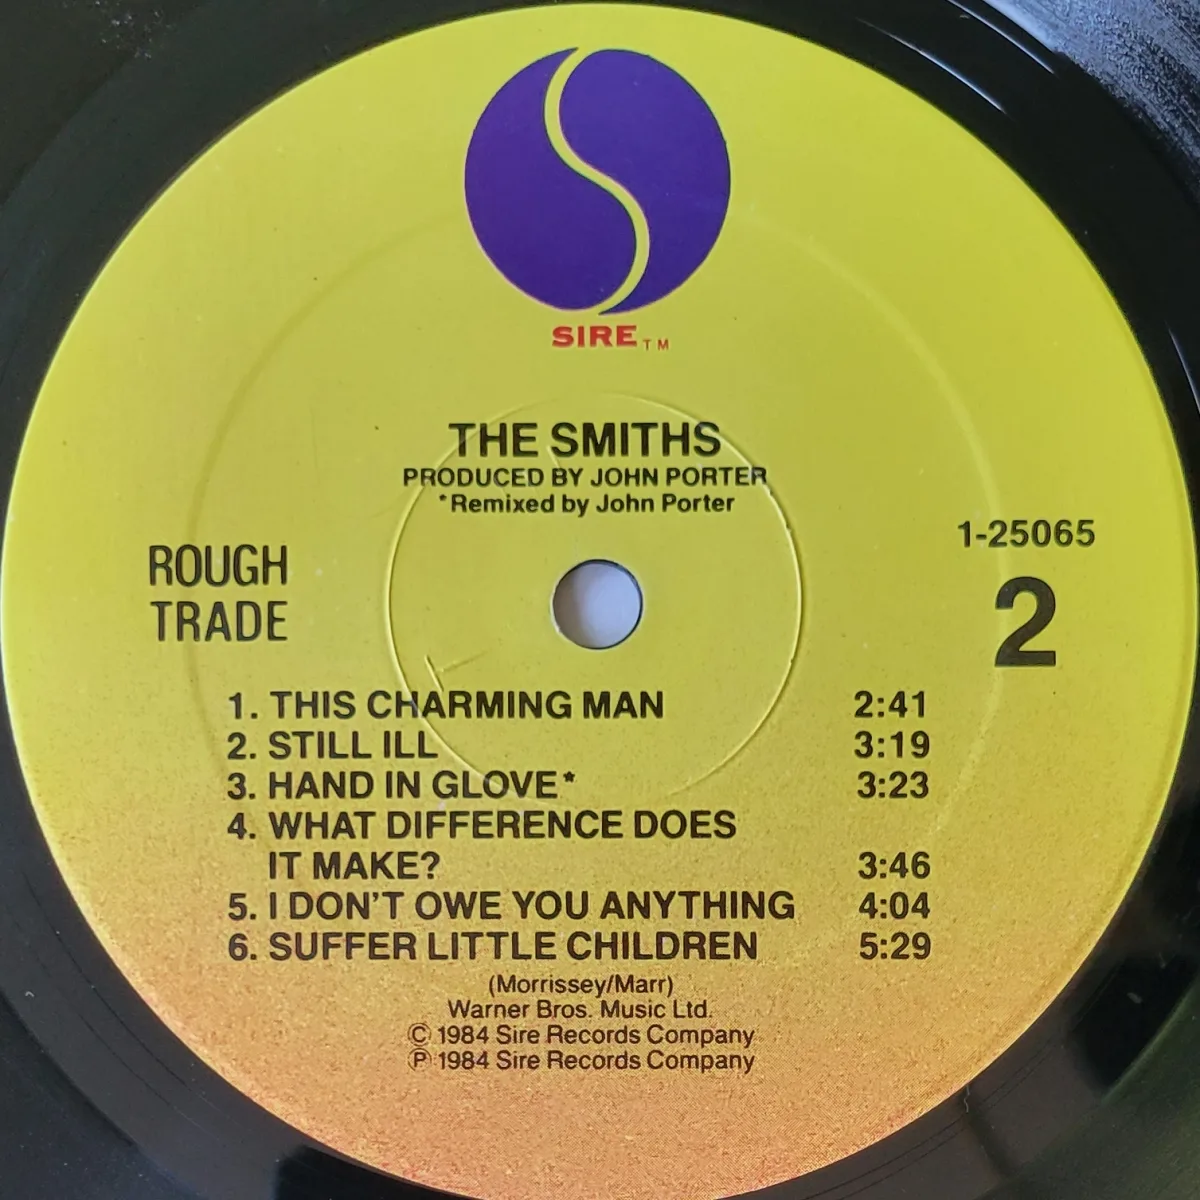 SIRE TM
THE SMITHS
PRODUCED BY JOHN PORTER
*Remixed by John Porter
1-25065
ROUGH
TRADE
2
1. THIS CHARMING MAN 2:41
2. STILL ILL 3:19
3. HAND IN GLOVE* 3:23
4. WHAT DIFFERENCE DOES
IT MAKE? 3:46
5. I DON'T OWE YOU ANYTHING 4:04
6. SUFFER LITTLE CHILDREN 5:29
(Morrissey/Marr)
Warner Bros. Music Ltd.
© 1984 Sire Records Company
℗ 1984 Sire Records Company